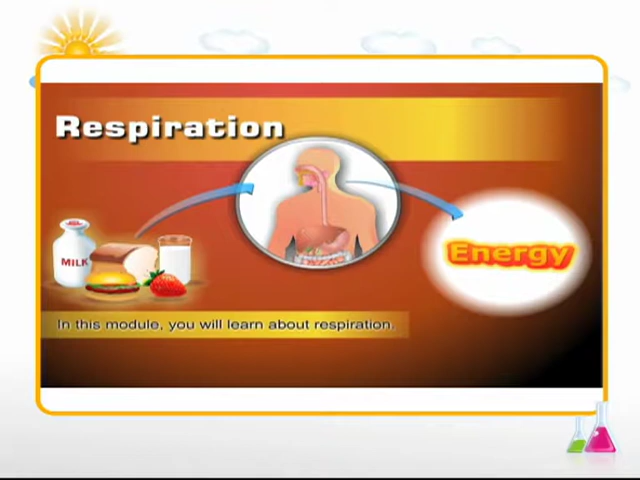 Respiration
MILK
Energy
In this module, you will learn about respiration.